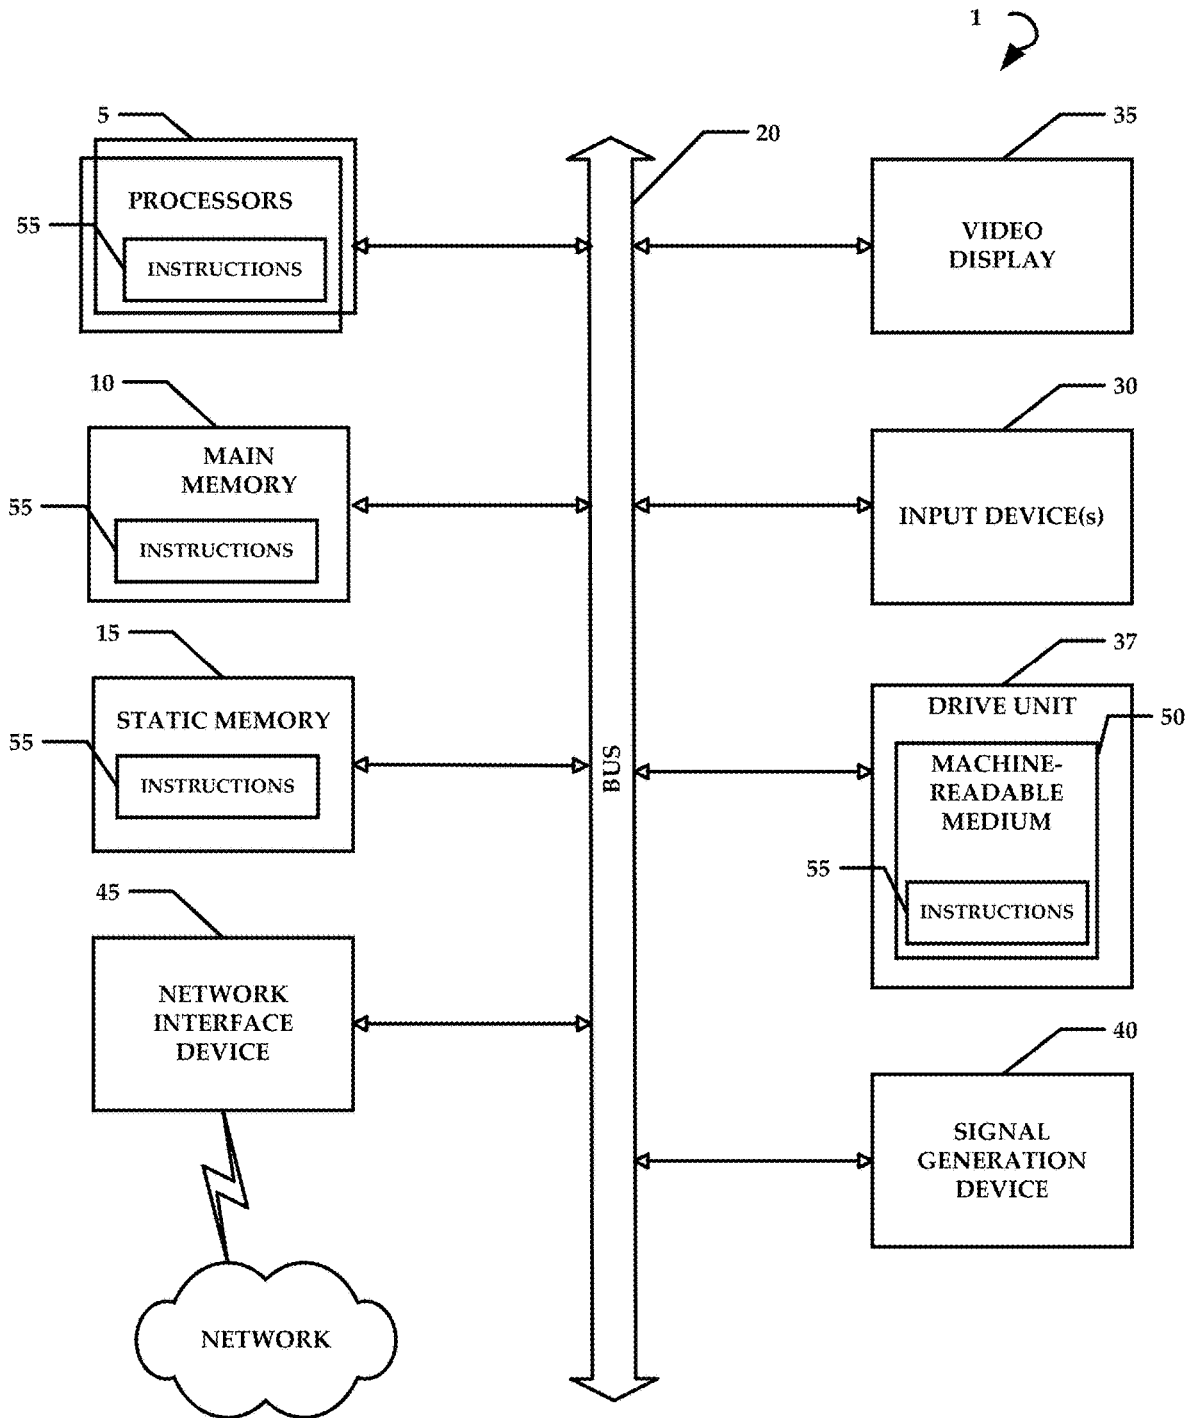 1
5
PROCESSORS
55
INSTRUCTIONS
10
MAIN
MEMORY
55
INSTRUCTIONS
15
STATIC MEMORY
55
INSTRUCTIONS
45
NETWORK
INTERFACE
DEVICE
NETWORK
20
BUS
35
VIDEO
DISPLAY
30
INPUT DEVICE(s)
37
DRIVE UNIT
50
MACHINE-
READABLE
MEDIUM
55
INSTRUCTIONS
40
SIGNAL
GENERATION
DEVICE